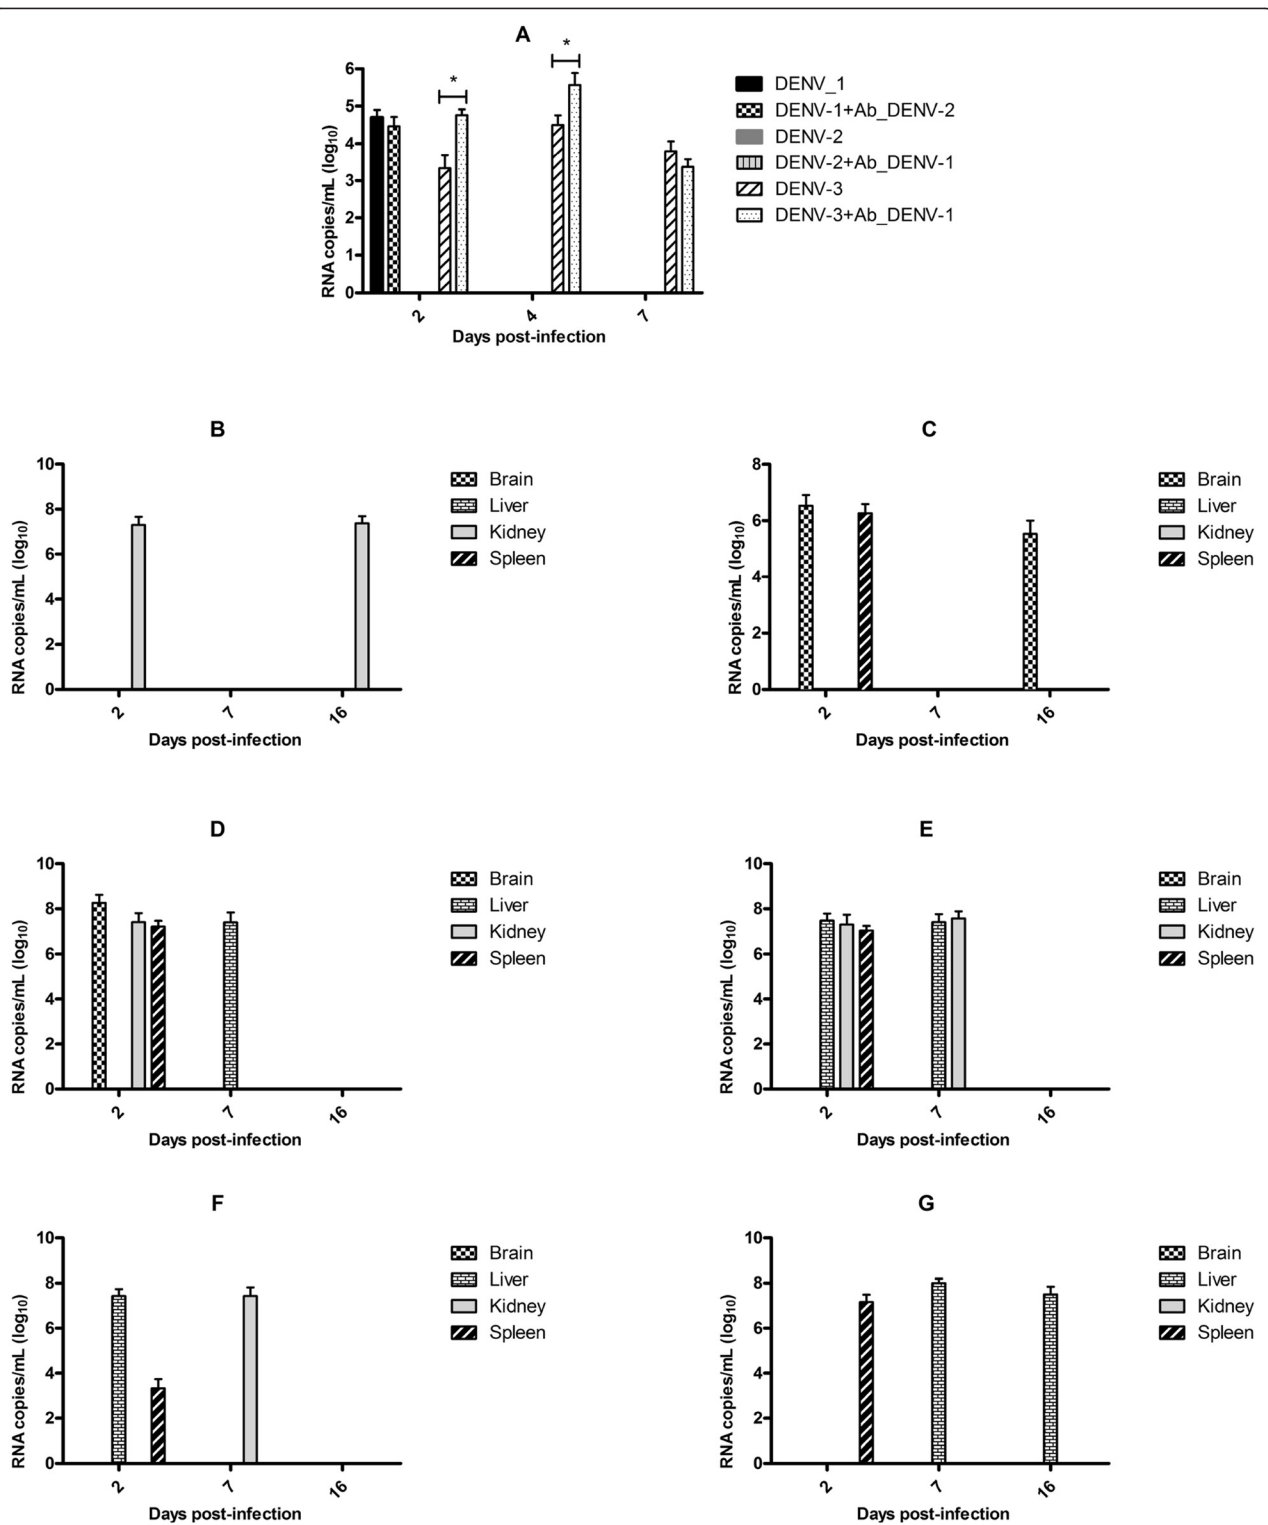 A
*
*
6
5
4
3
2
1
0
RNA copies/mL (log10)
2
4
7
Days post-infection
DENV_1
DENV-1+Ab_DENV-2
DENV-2
DENV-2+Ab_DENV-1
DENV-3
DENV-3+Ab_DENV-1
B
10
8
6
4
2
0
RNA copies/mL (log10)
2
7
16
Days post-infection
Brain
Liver
Kidney
Spleen
C
8
6
4
2
0
RNA copies/mL (log10)
2
7
16
Days post-infection
Brain
Liver
Kidney
Spleen
D
10
8
6
4
2
0
RNA copies/mL (log10)
2
7
16
Days post-infection
Brain
Liver
Kidney
Spleen
E
10
8
6
4
2
0
RNA copies/mL (log10)
2
7
16
Days post-infection
Brain
Liver
Kidney
Spleen
F
10
8
6
4
2
0
RNA copies/mL (log10)
2
7
16
Days post-infection
Brain
Liver
Kidney
Spleen
G
10
8
6
4
2
0
RNA copies/mL (log10)
2
7
16
Days post-infection
Brain
Liver
Kidney
Spleen